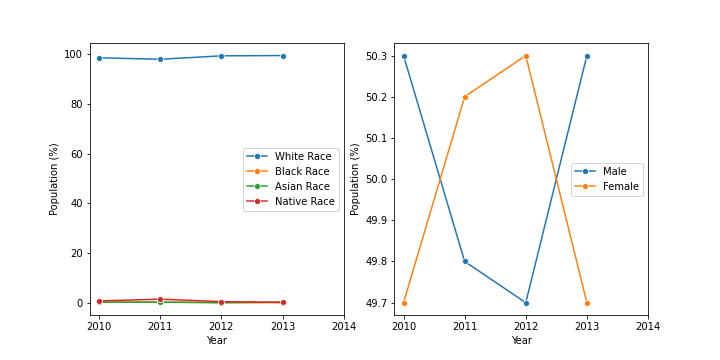 100
80
60
40
20
0
Population (%)
2010 2011 2012 2013 2014
Year
White Race
Black Race
Asian Race
Native Race
50.3
50.2
50.1
50.0
49.9
49.8
49.7
Population (%)
2010 2011 2012 2013 2014
Year
Male
Female